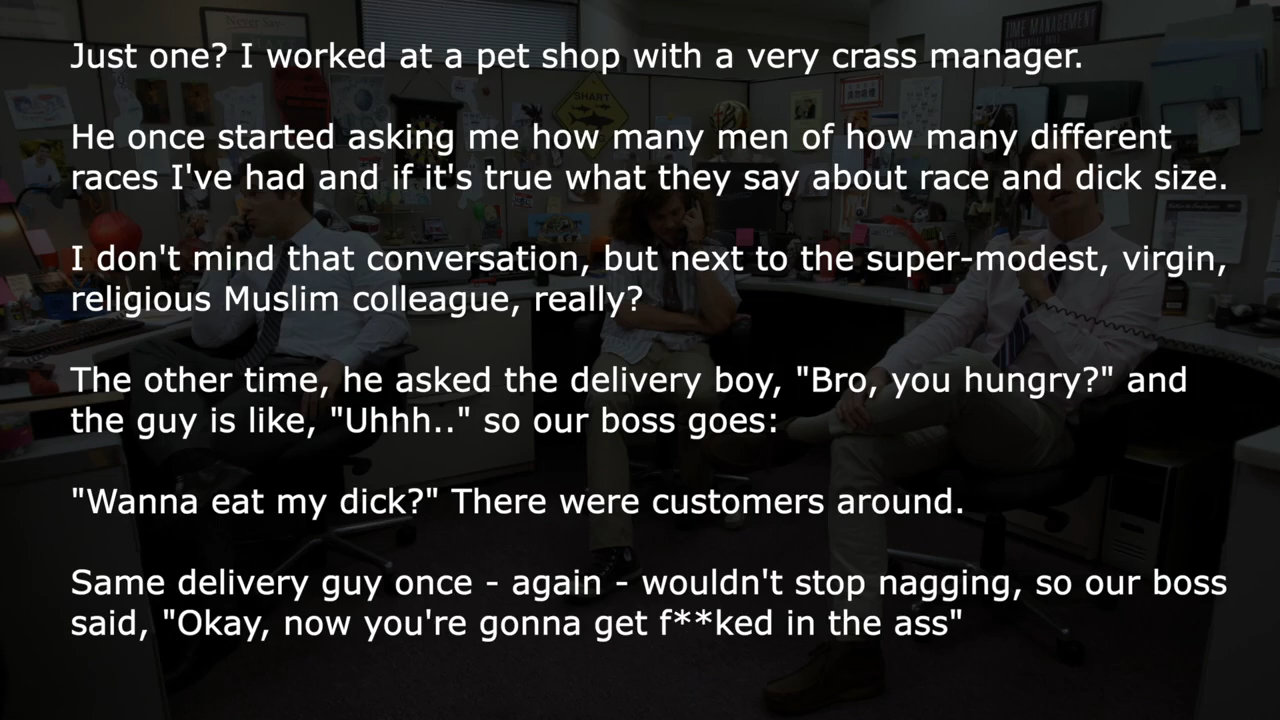 Just one? I worked at a pet shop with a very crass manager.
He once started asking me how many men of how many different
races I've had and if it's true what they say about race and dick size.
I don't mind that conversation, but next to the super-modest, virgin,
religious Muslim colleague, really?
The other time, he asked the delivery boy, "Bro, you hungry?" and
the guy is like, "Uhhh.." so our boss goes:
"Wanna eat my dick?" There were customers around.
Same delivery guy once - again - wouldn't stop nagging, so our boss
said, "Okay, now you're gonna get f**ked in the ass"
Never Say-
TIME MANAGEMENT
SHART